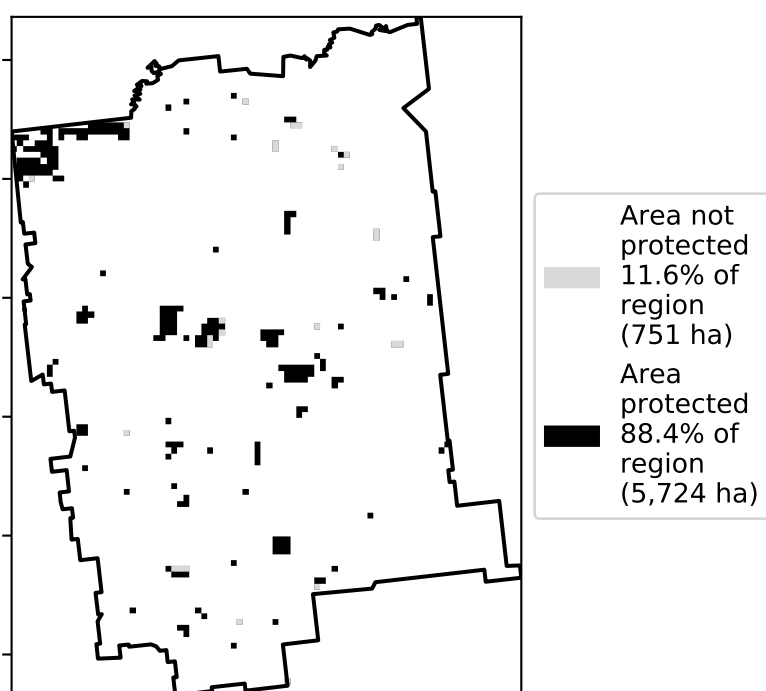 Area not
protected
11.6% of
region
(751 ha)
Area
protected
88.4% of
region
(5,724 ha)